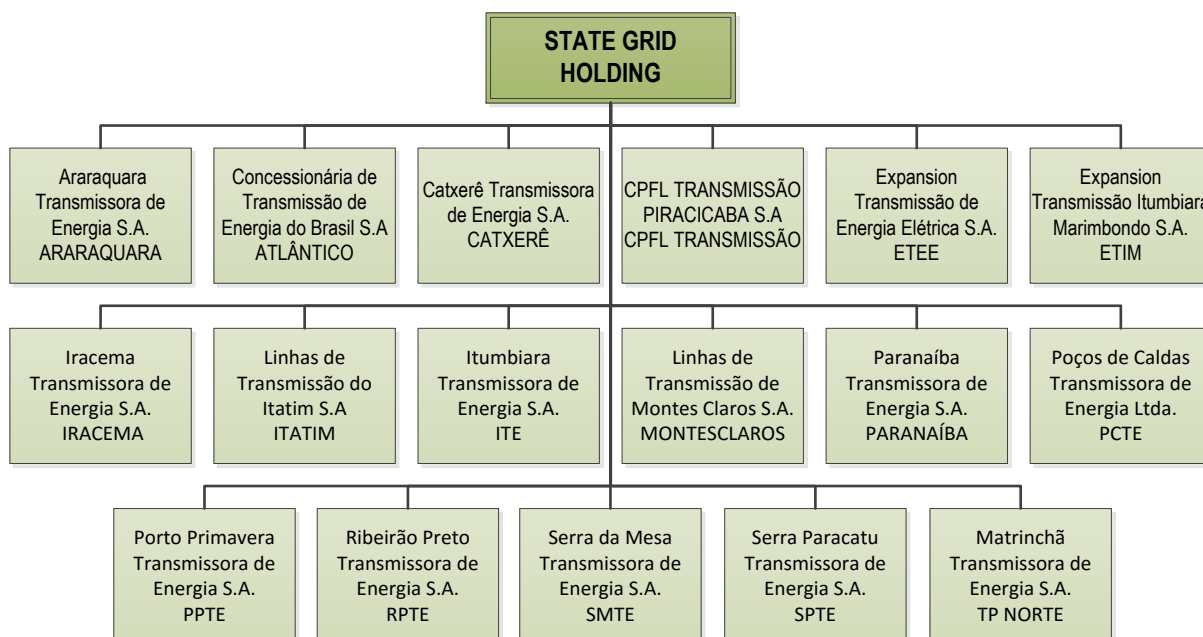 STATE GRID
HOLDING
Araraquara
Transmissora de
Energia S.A.
ARARAQUARA
Concessionária de
Transmissão de
Energia do Brasil S.A
ATLÂNTICO
Catxerê Transmissora
de Energia S.A.
CATXERÊ
CPFL TRANSMISSÃO
PIRACICABA S.A
CPFL TRANSMISSÃO
Expansion
Transmissão de
Energia Elétrica S.A.
ETEE
Expansion
Transmissão Itumbiara
Marimbondo S.A.
ETIM
Iracema
Transmissora de
Energia S.A.
IRACEMA
Linhas de
Transmissão do
Itatim S.A
ITATIM
Itumbiara
Transmissora de
Energia S.A.
ITE
Linhas de
Transmissão de
Montes Claros S.A.
MONTESCLAROS
Paranaíba
Transmissora de
Energia S.A.
PARANAÍBA
Poços de Caldas
Transmissora de
Energia Ltda.
PCTE
Porto Primavera
Transmissora de
Energia S.A.
PPTE
Ribeirão Preto
Transmissora de
Energia S.A.
RPTE
Serra da Mesa
Transmissora de
Energia S.A.
SMTE
Serra Paracatu
Transmissora de
Energia S.A.
SPTE
Matrinchã
Transmissora de
Energia S.A.
TP NORTE